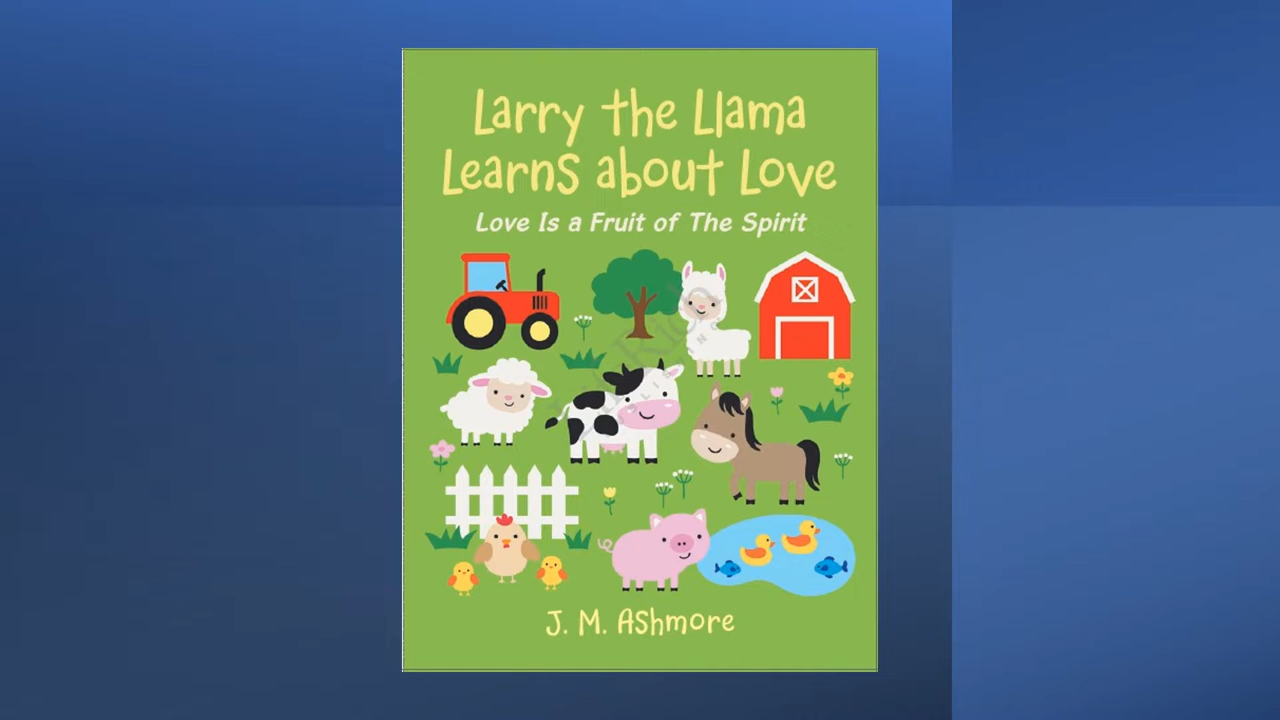 Larry the Llama
Learns about Love
Love Is a Fruit of The Spirit
J. M. Ashmore